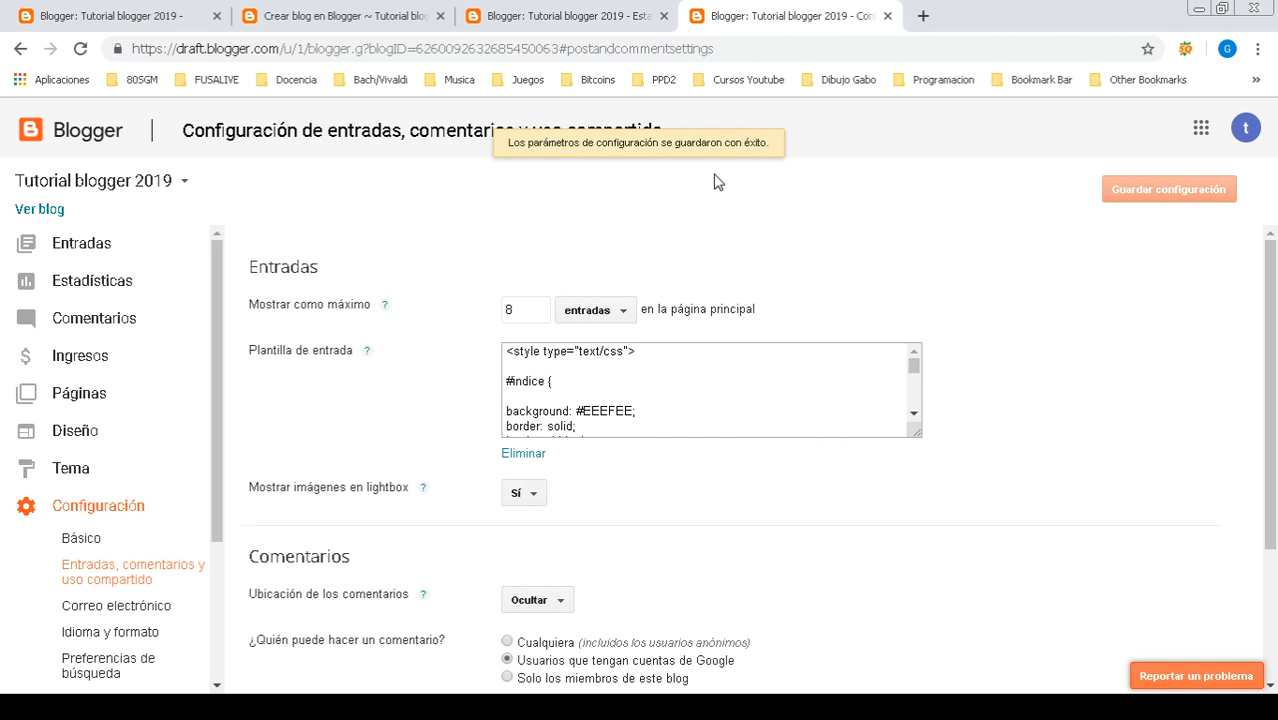 Blogger: Tutorial blogger 2019 -
Crear blog en Blogger ~ Tutorial blog
Blogger: Tutorial blogger 2019 - Esta
Blogger: Tutorial blogger 2019 - Con
https://draft.blogger.com/u/1/blogger.g?blogID=6260092632685450063#postandcommentsettings
G
Aplicaciones
80SGM
FUSALIVE
Docencia
Bach/Vivaldi
Musica
Juegos
Bitcoins
PPD2
Cursos Youtube
Dibujo Gabo
Programacion
Bookmark Bar
Other Bookmarks
Blogger
Configuración de entradas, comentarios y uso compartido
Los parámetros de configuración se guardaron con éxito.
t
Tutorial blogger 2019
Guardar configuración
Ver blog
Entradas
Estadísticas
Comentarios
Ingresos
Páginas
Diseño
Tema
Configuración
Básico
Entradas, comentarios y
uso compartido
Correo electrónico
Idioma y formato
Preferencias de
búsqueda
Entradas
Mostrar como máximo ?
8 entradas en la página principal
Plantilla de entrada ?
<style type="text/css">
#indice {
background: #EEEFEE;
border: solid;
Eliminar
Mostrar imágenes en lightbox ?
Sí
Comentarios
Ubicación de los comentarios ?
Ocultar
¿Quién puede hacer un comentario?
Cualquiera (incluidos los usuarios anónimos)
Usuarios que tengan cuentas de Google
Solo los miembros de este blog
Reportar un problema